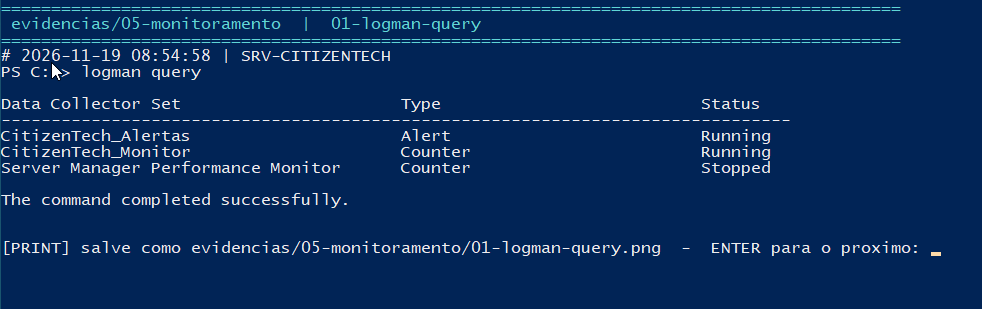 ==========================================================================================
evidencias/05-monitoramento  |  01-logman-query
==========================================================================================
# 2026-11-19 08:54:58 | SRV-CITIZENTECH
PS C:\> logman query
Data Collector Set                      Type                          Status
-------------------------------------------------------------------------------
CitizenTech_Alertas                     Alert                         Running
CitizenTech_Monitor                     Counter                       Running
Server Manager Performance Monitor      Counter                       Stopped
The command completed successfully.
[PRINT] salve como evidencias/05-monitoramento/01-logman-query.png  -  ENTER para o proximo: